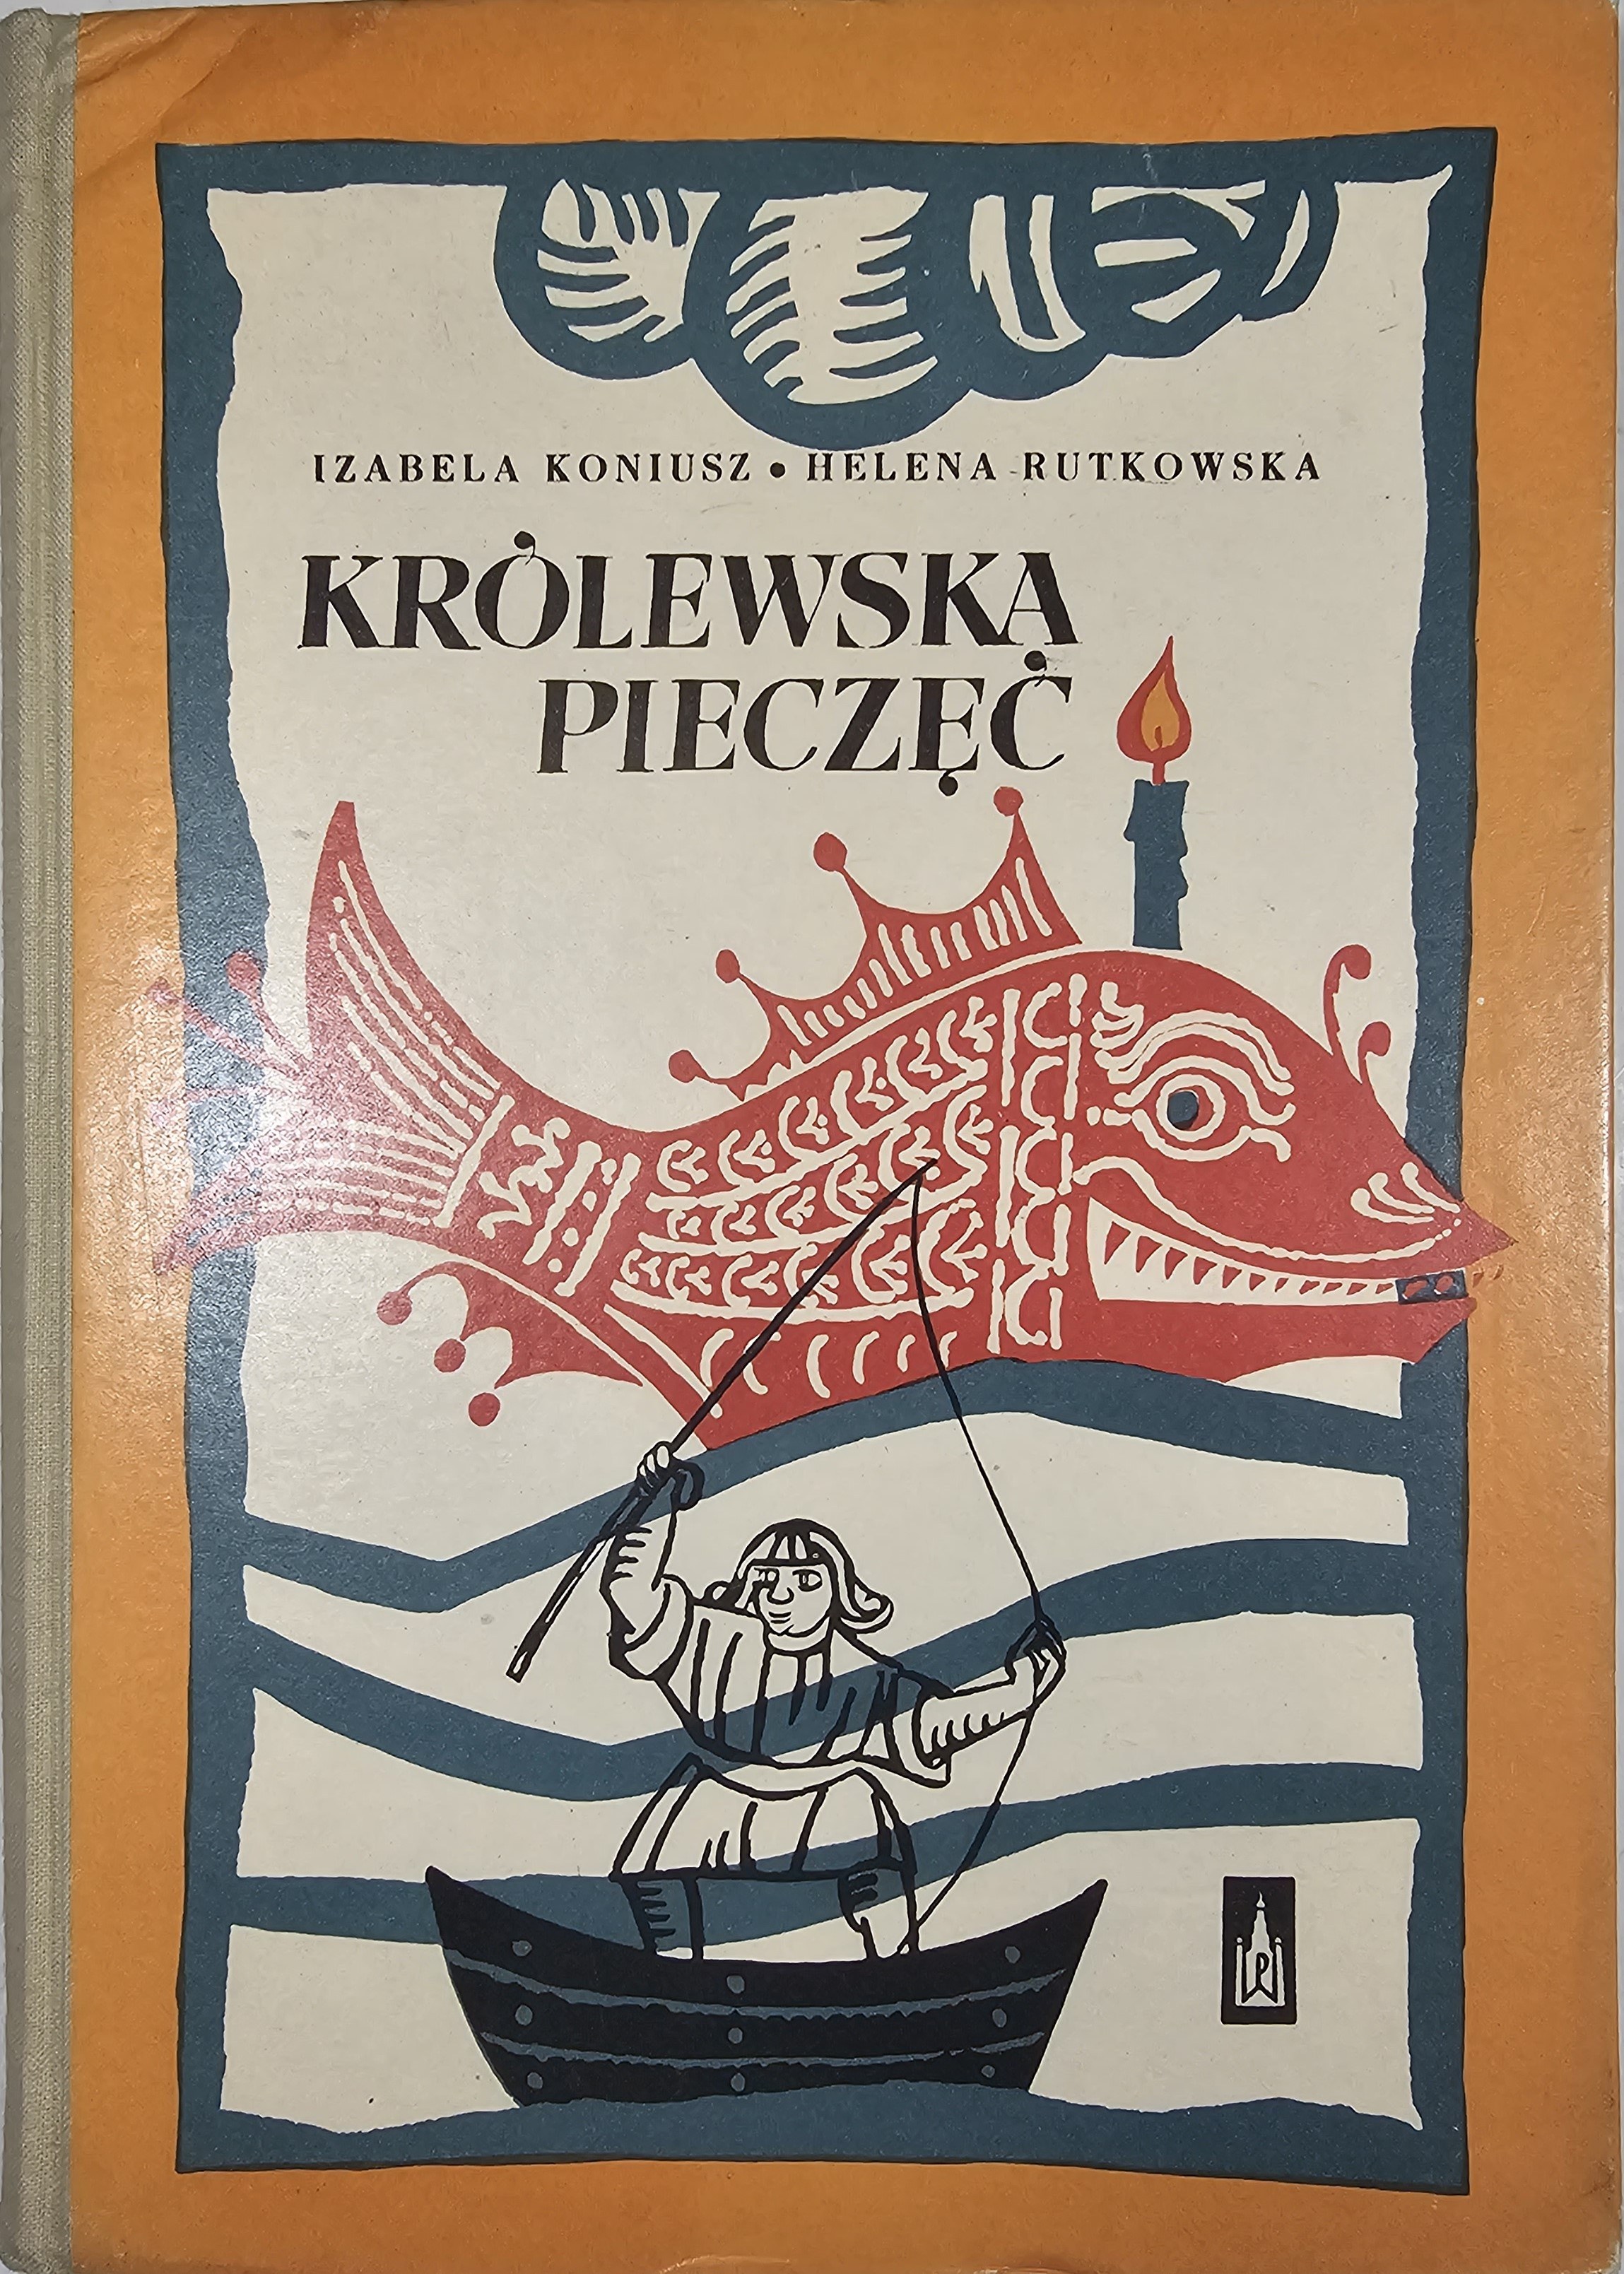 IZABELA KONIUSZ • HELENA RUTKOWSKA
KRÓLEWSKA
PIECZĘĆ